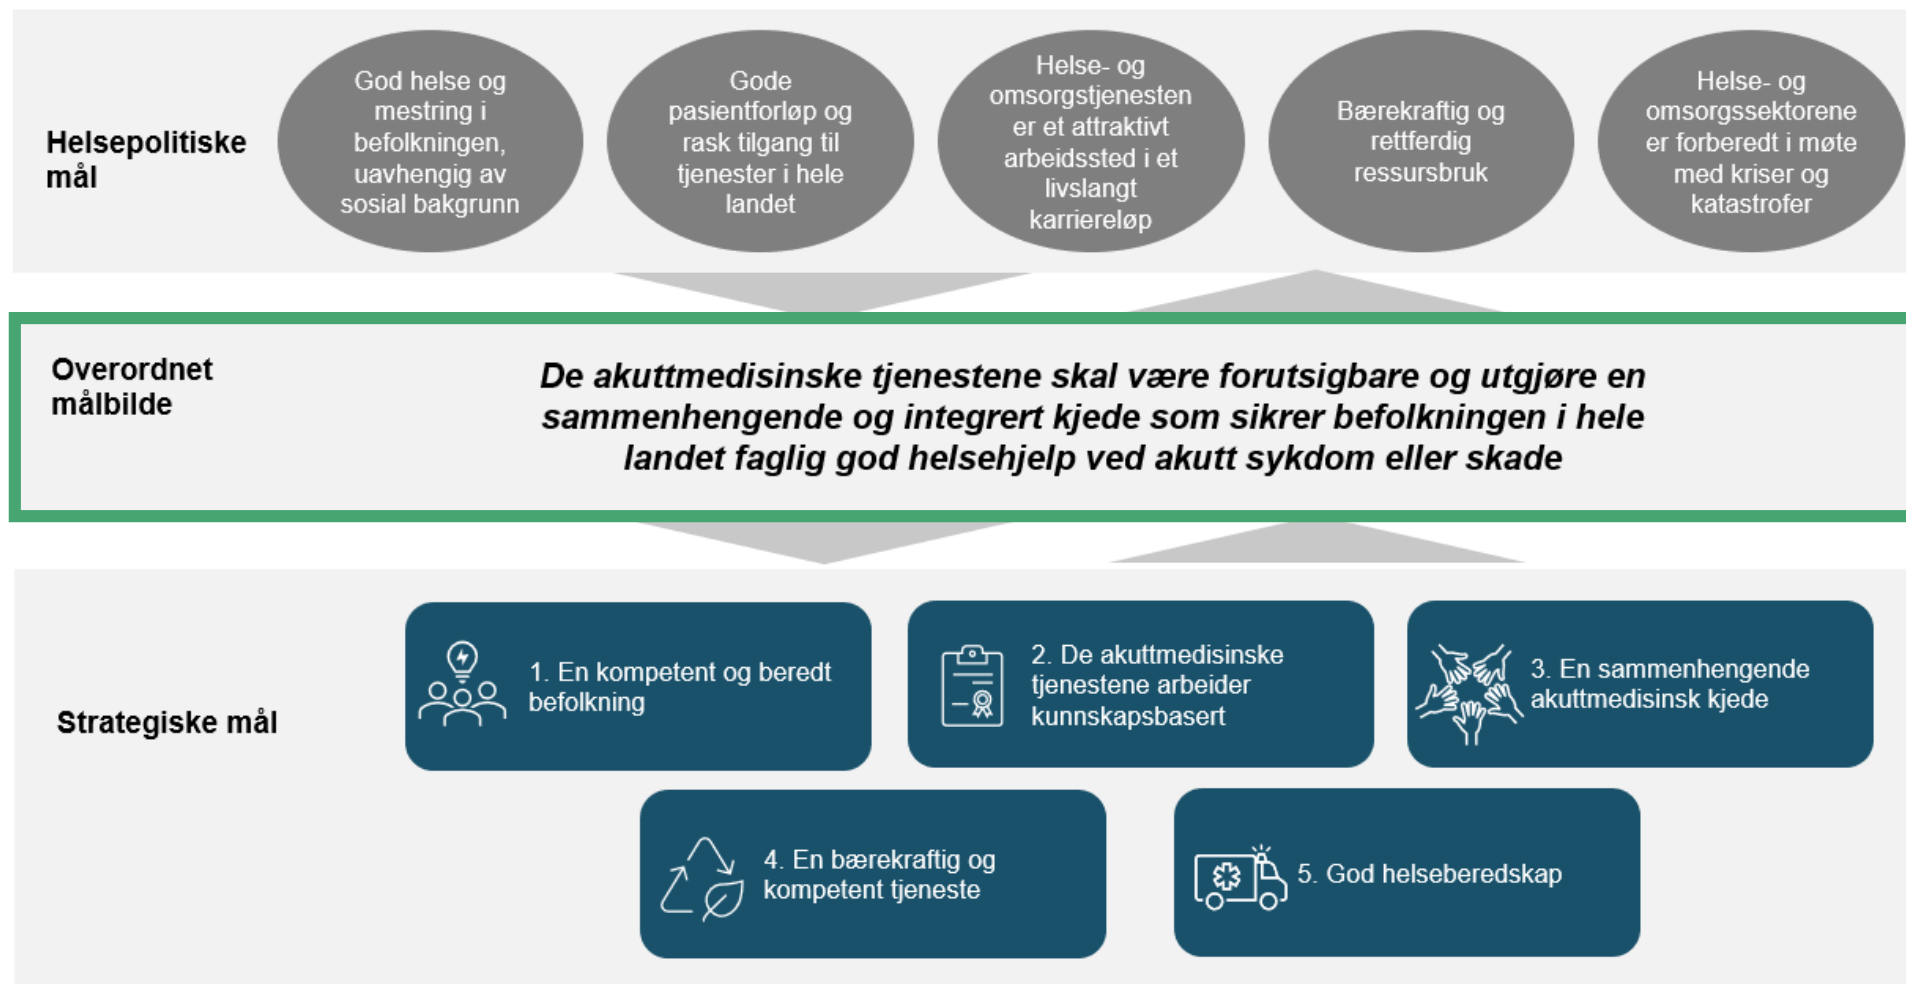 Helsepolitiske
mål
God helse og
mestring i
befolkningen,
uavhengig av
sosial bakgrunn
Gode
pasientforløp og
rask tilgang til
tjenester i hele
landet
Helse- og
omsorgstjenesten
er et attraktivt
arbeidssted i et
livslangt
karriereløp
Bærekraftig og
rettferdig
ressursbruk
Helse- og
omsorgssektorene
er forberedt i møte
med kriser og
katastrofer
Overordnet
målbilde
De akuttmedisinske tjenestene skal være forutsigbare og utgjøre en
sammenhengende og integrert kjede som sikrer befolkningen i hele
landet faglig god helsehjelp ved akutt sykdom eller skade
Strategiske mål
1. En kompetent og beredt
befolkning
2. De akuttmedisinske
tjenestene arbeider
kunnskapsbasert
3. En sammenhengende
akuttmedisinsk kjede
4. En bærekraftig og
kompetent tjeneste
5. God helseberedskap